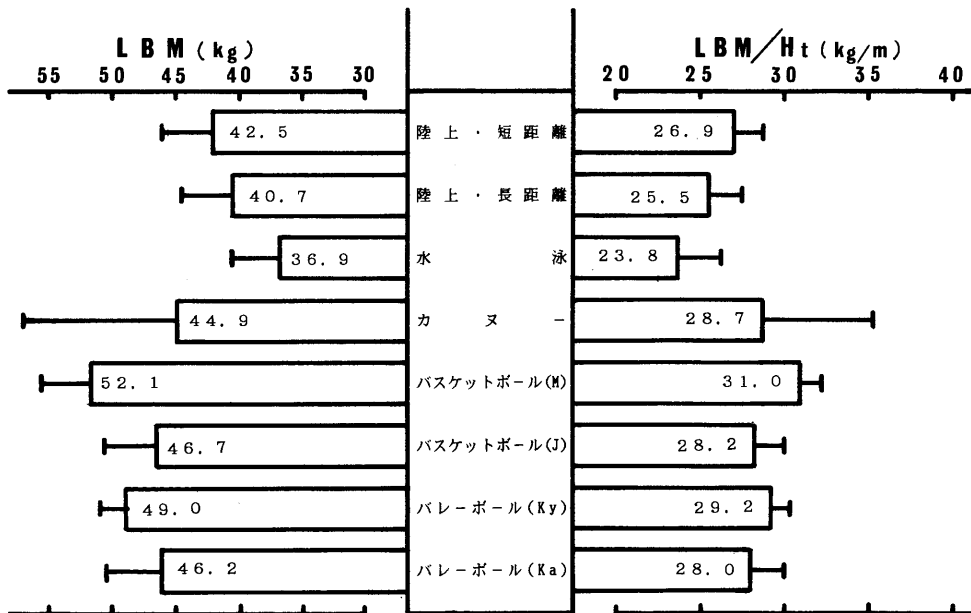 LBM(kg) LBM/Ht(kg/m)
55 50 45 40 35 30 20 25 30 35 40
42.5 陸上・短距離 26.9
40.7 陸上・長距離 25.5
36.9 水泳 23.8
44.9 カヌー 28.7
52.1 バスケットボール(M) 31.0
46.7 バスケットボール(J) 28.2
49.0 バレーボール(Ky) 29.2
46.2 バレーボール(Ka) 28.0